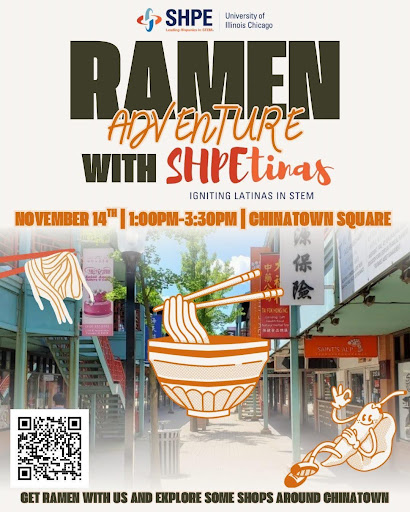 SHPE
Leading Hispanics in STEM
University of
Illinois Chicago
RAMEN
ADVENTURE
WITH SHPEtinas
IGNITING LATINAS IN STEM
NOVEMBER 14TH | 1:00PM-3:30PM | CHINATOWN SQUARE
保險
GET RAMEN WITH US AND EXPLORE SOME SHOPS AROUND CHINATOWN